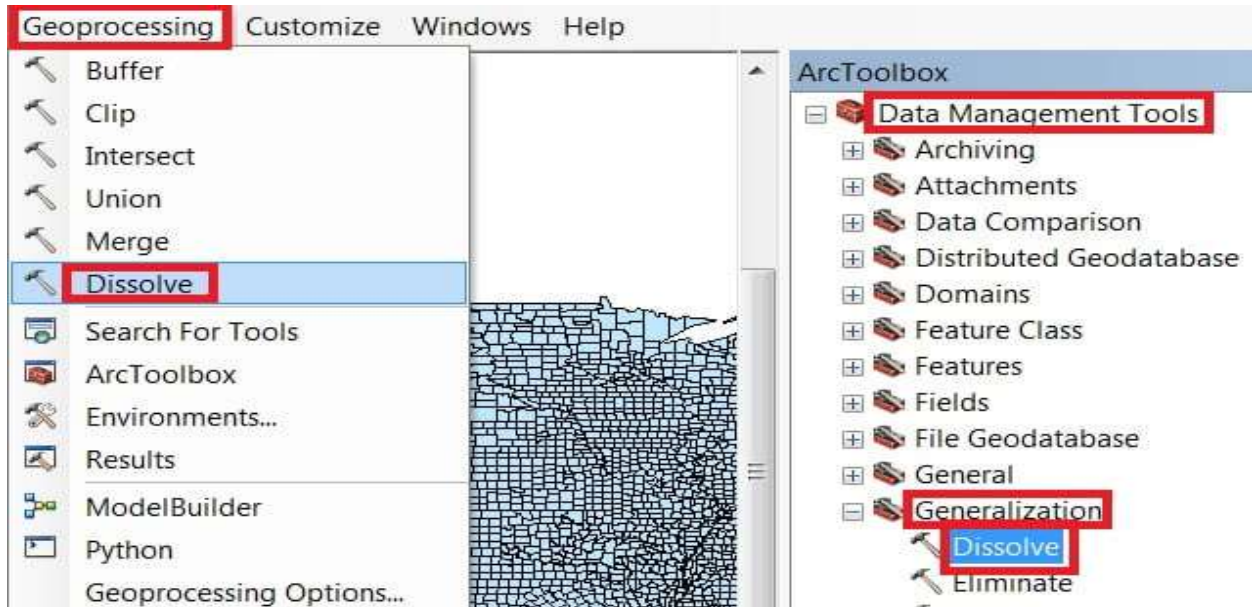 Geoprocessing Customize Windows Help
Buffer
Clip
Intersect
Union
Merge
Dissolve
Search For Tools
ArcToolbox
Environments...
Results
ModelBuilder
Python
Geoprocessing Options...
ArcToolbox
Data Management Tools
Archiving
Attachments
Data Comparison
Distributed Geodatabase
Domains
Feature Class
Features
Fields
File Geodatabase
General
Generalization
Dissolve
Eliminate